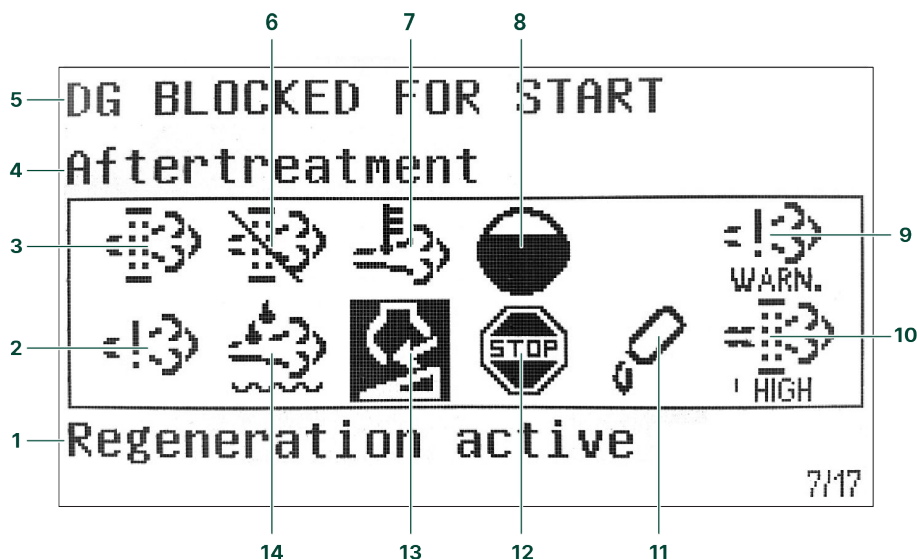 6 7 8
5 DG BLOCKED FOR START
4 Aftertreatment
3 9
WARN.
2 STOP 10
! HIGH
1 Regeneration active
7/17
14 13 12 11